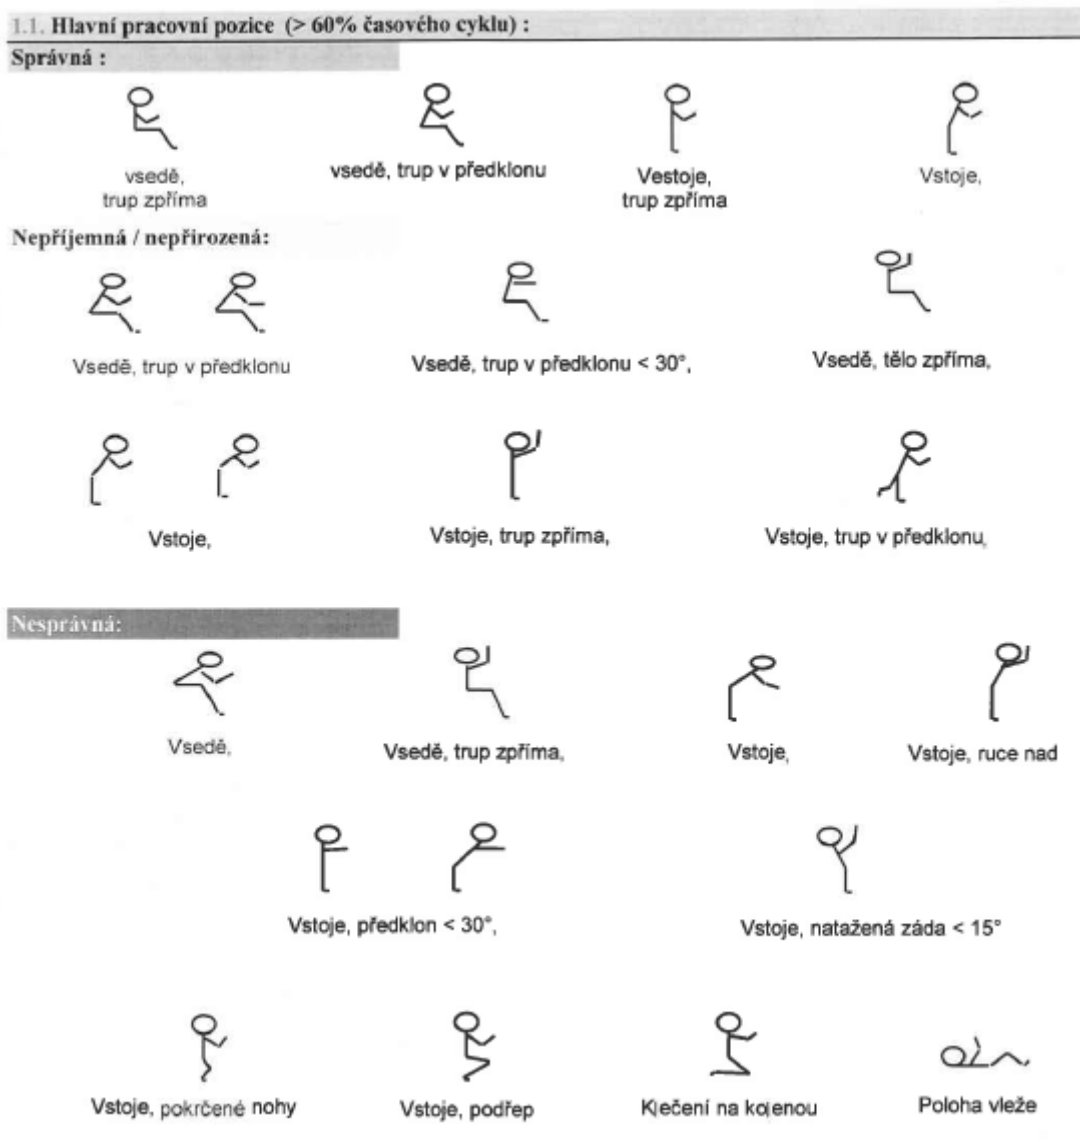 1.1. Hlavní pracovní pozice (> 60% časového cyklu) :
Správná :
vsedě,
trup zpříma
vsedě, trup v předklonu
Vestoje,
trup zpříma
Vstoje,
Nepříjemná / nepřirozená:
Vsedě, trup v předklonu
Vsedě, trup v předklonu < 30°,
Vsedě, tělo zpříma,
Vstoje,
Vstoje, trup zpříma,
Vstoje, trup v předklonu,
Nesprávná:
Vsedě,
Vsedě, trup zpříma,
Vstoje,
Vstoje, ruce nad
Vstoje, předklon < 30°,
Vstoje, natažená záda < 15°
Vstoje, pokrčené nohy
Vstoje, podřep
Klečení na kolenou
Poloha vleže